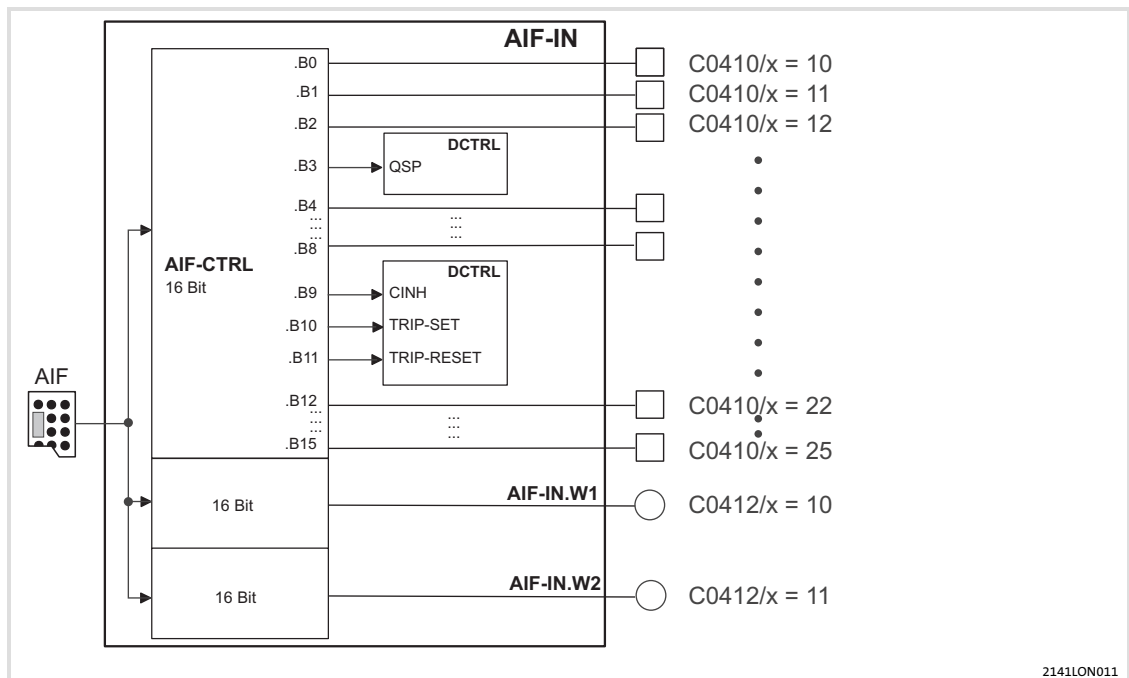 AIF-IN
.B0
C0410/x = 10
.B1
C0410/x = 11
.B2
C0410/x = 12
DCTRL
.B3
QSP
.B4
...
...
...
...
...
...
.B8
AIF-CTRL
16 Bit
DCTRL
.B9
CINH
.B10
TRIP-SET
.B11
TRIP-RESET
AIF
.B12
C0410/x = 22
...
...
...
...
...
...
.B15
C0410/x = 25
16 Bit
AIF-IN.W1
C0412/x = 10
16 Bit
AIF-IN.W2
C0412/x = 11
2141LON011